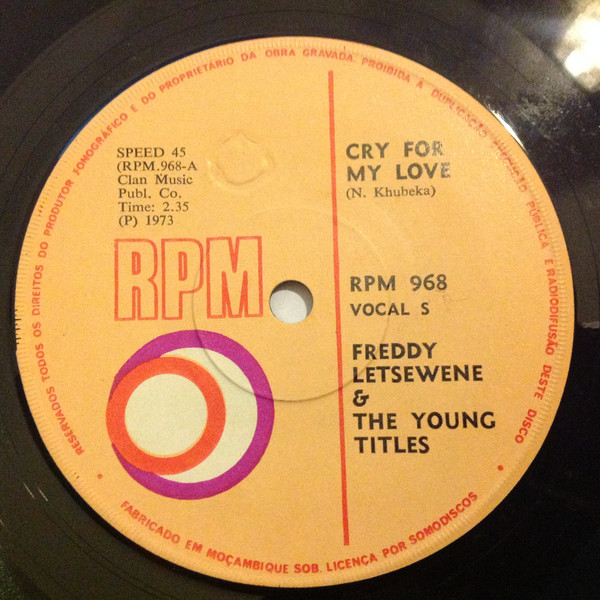 RESERVADOS TODOS OS DIREITOS DO PRODUTOR FONOGRÁFICO E DO PROPRIETÁRIO DA OBRA GRAVADA. PROIBIDA A DUPLICAÇÃO PÚBLICA E RADIODIFUSÃO DESTE DISCO
SPEED 45
(RPM.968-A
Clan Music
Publ. Co.
Time: 2.35
(P) 1973
RPM
CRY FOR
MY LOVE
(N. Khubeka)
RPM 968
VOCAL S
FREDDY
LETSEWENE
&
THE YOUNG
TITLES
FABRICADO EM MOÇAMBIQUE SOB. LICENÇA POR SOMODISCOS